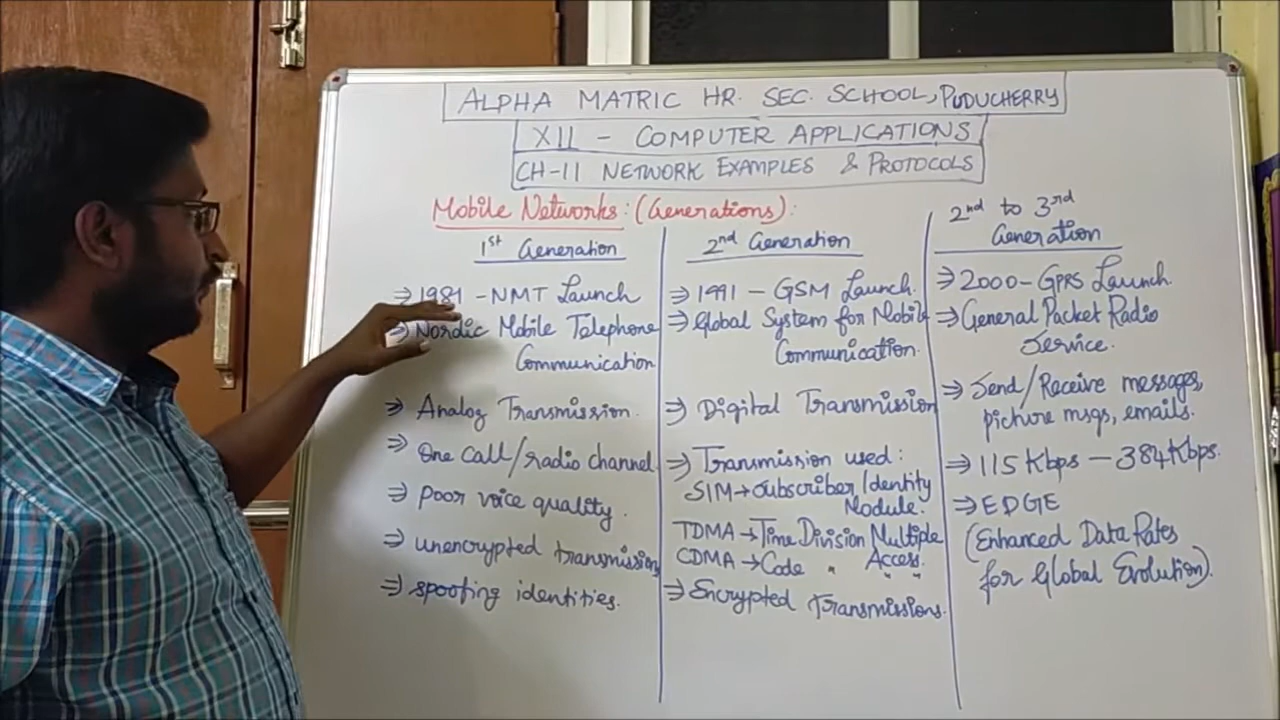 ALPHA MATRIC HR. SEC. SCHOOL, PUDUCHERRY
XII - COMPUTER APPLICATIONS
CH-11 NETWORK EXAMPLES & PROTOCOLS
Mobile Networks: (Generations):
1st Generation
⇒ 1981 - NMT Launch
⇒ Nordic Mobile Telephone
Communication
⇒ Analog Transmission.
⇒ One call/radio channel
⇒ poor voice quality.
⇒ unencrypted transmission
⇒ spoofing identities.
2nd Generation
⇒ 1991 - GSM Launch.
⇒ Global System for Mobile
Communication.
⇒ Digital Transmission
⇒ Transmission used:
SIM→Subscriber Identity
Module.
TDMA→Time Division Multiple
CDMA→Code " Access.
" "
⇒ Encrypted Transmissions.
2nd to 3rd
Generation
⇒ 2000-GPRS Launch.
⇒ General Packet Radio
Service.
⇒ Send/Receive messages,
picture msgs, emails.
⇒ 115 Kbps - 384 Kbps.
⇒ EDGE
(Enhanced Data Rates
for Global Evolution).